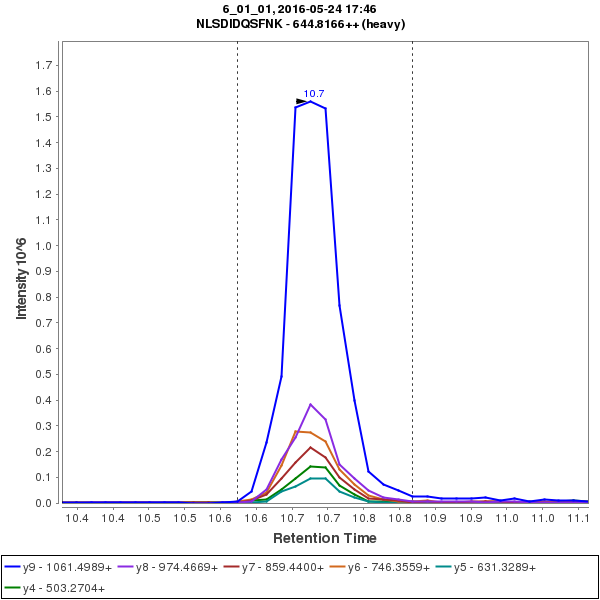 6_01_01, 2016-05-24 17:46
NLSDIDQSFNK - 644.8166++ (heavy)
Intensity 10^6
1.7
1.6
1.5
1.4
1.3
1.2
1.1
1.0
0.9
0.8
0.7
0.6
0.5
0.4
0.3
0.2
0.1
0.0
10.7
10.4 10.4 10.5 10.5 10.6 10.6 10.7 10.7 10.8 10.8 10.9 10.9 11.0 11.0 11.1
Retention Time
y9 - 1061.4989+ y8 - 974.4669+ y7 - 859.4400+ y6 - 746.3559+ y5 - 631.3289+
y4 - 503.2704+